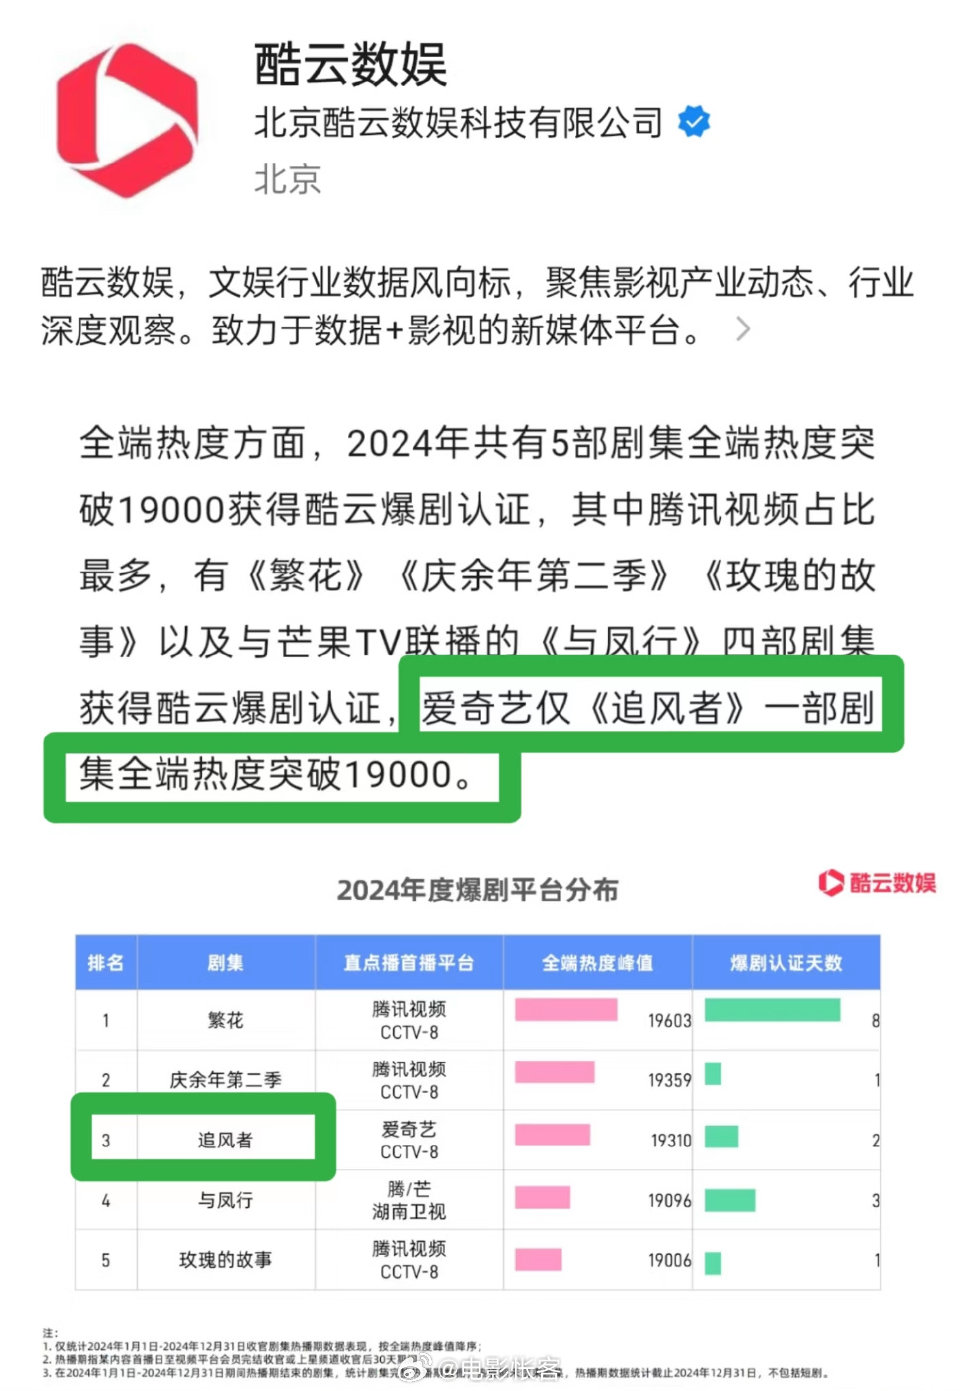 酷云数娱
北京酷云数娱科技有限公司
北京
酷云数娱，文娱行业数据风向标，聚焦影视产业动态、行业
深度观察。致力于数据+影视的新媒体平台。
全端热度方面，2024年共有5部剧集全端热度突
破19000获得酷云爆剧认证，其中腾讯视频占比
最多，有《繁花》《庆余年第二季》《玫瑰的故
事》以及与芒果TV联播的《与凤行》四部剧集
获得酷云爆剧认证，爱奇艺仅《追风者》一部剧
集全端热度突破19000。
2024年度爆剧平台分布
酷云数娱
排名 剧集 直点播首播平台 全端热度峰值 爆剧认证天数
1 繁花 腾讯视频 CCTV-8 19603 8
2 庆余年第二季 腾讯视频 CCTV-8 19359 1
3 追风者 爱奇艺 CCTV-8 19310 2
4 与凤行 腾/芒 湖南卫视 19096 3
5 玫瑰的故事 腾讯视频 CCTV-8 19006 1
注：
1. 仅统计2024年1月1日-2024年12月31日收官剧集热播期数据表现，按全端热度峰值降序；
2. 热播期指某内容首播日至视频平台会员完结收官或上星频道收官后30天
3. 在2024年1月1日-2024年12月31日期间热播期结束的剧集，统计剧集完 热播期数据统计截止2024年12月31日，不包括短剧。
@电影怅客